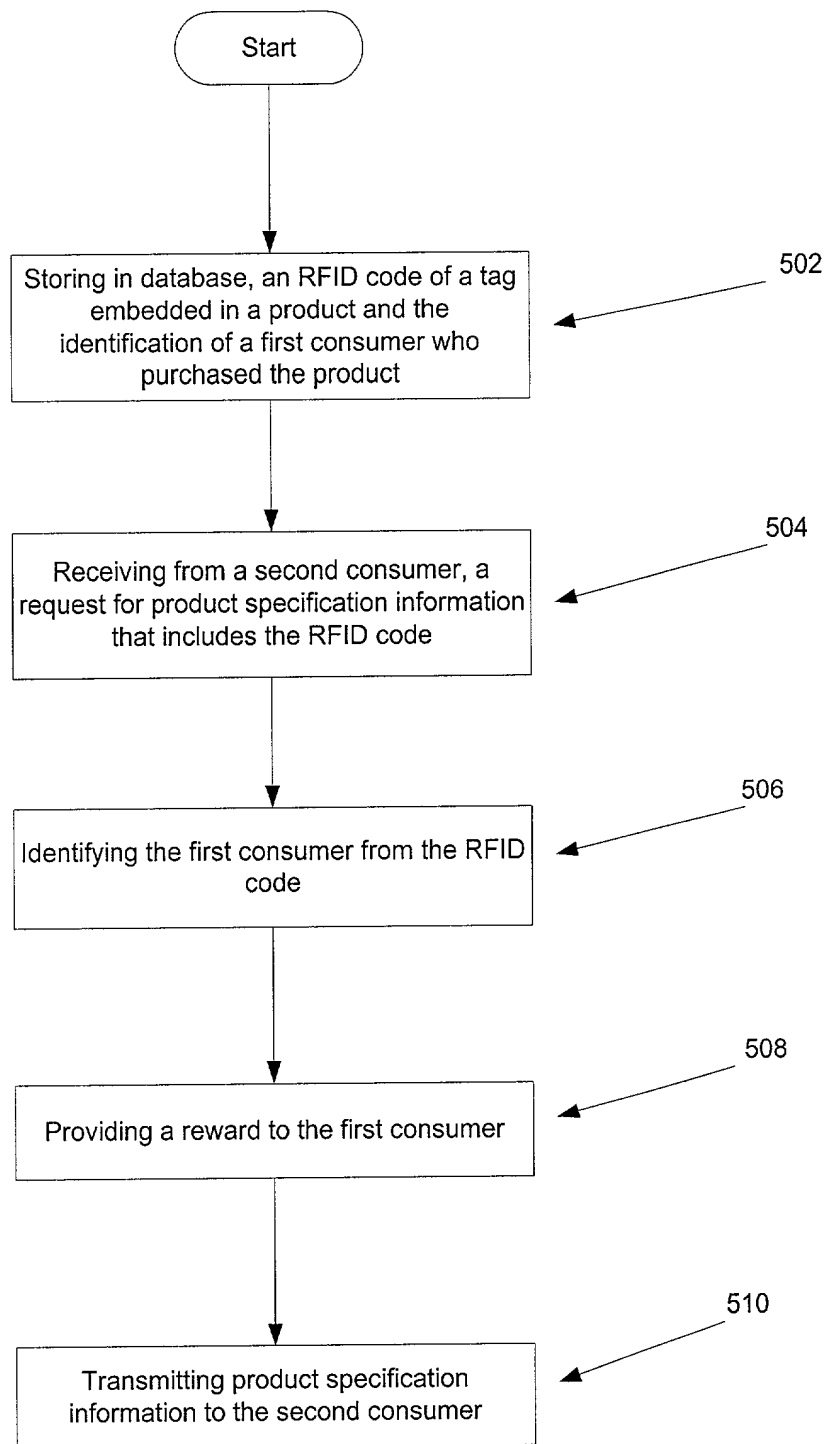 Start
Storing in database, an RFID code of a tag
embedded in a product and the
identification of a first consumer who
purchased the product
502
Receiving from a second consumer, a
request for product specification information
that includes the RFID code
504
Identifying the first consumer from the RFID
code
506
Providing a reward to the first consumer
508
Transmitting product specification
information to the second consumer
510